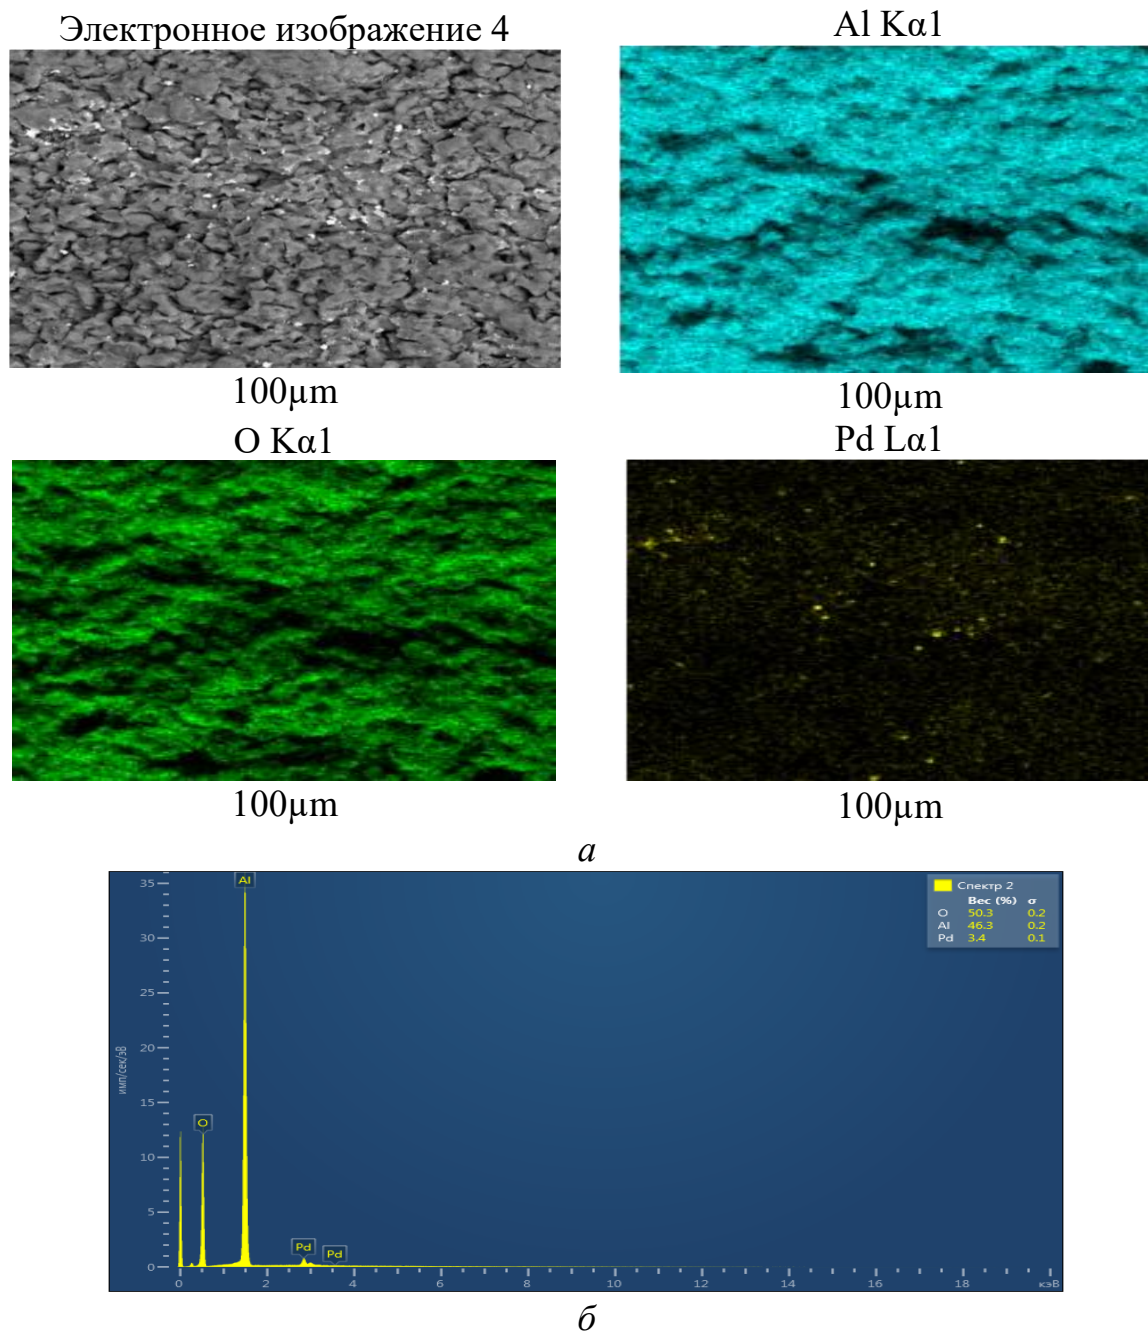 Электронное изображение 4
Al Kα1
100µm
100µm
O Kα1
Pd Lα1
100µm
100µm
а
Al
35
30
25
20
15
10
5
0
имп/сек/эВ
O
Pd
Pd
Спектр 2
Вес (%) σ
O 50.3 0.2
Al 46.3 0.2
Pd 3.4 0.1
0 2 4 6 8 10 12 14 16 18 кэВ
б